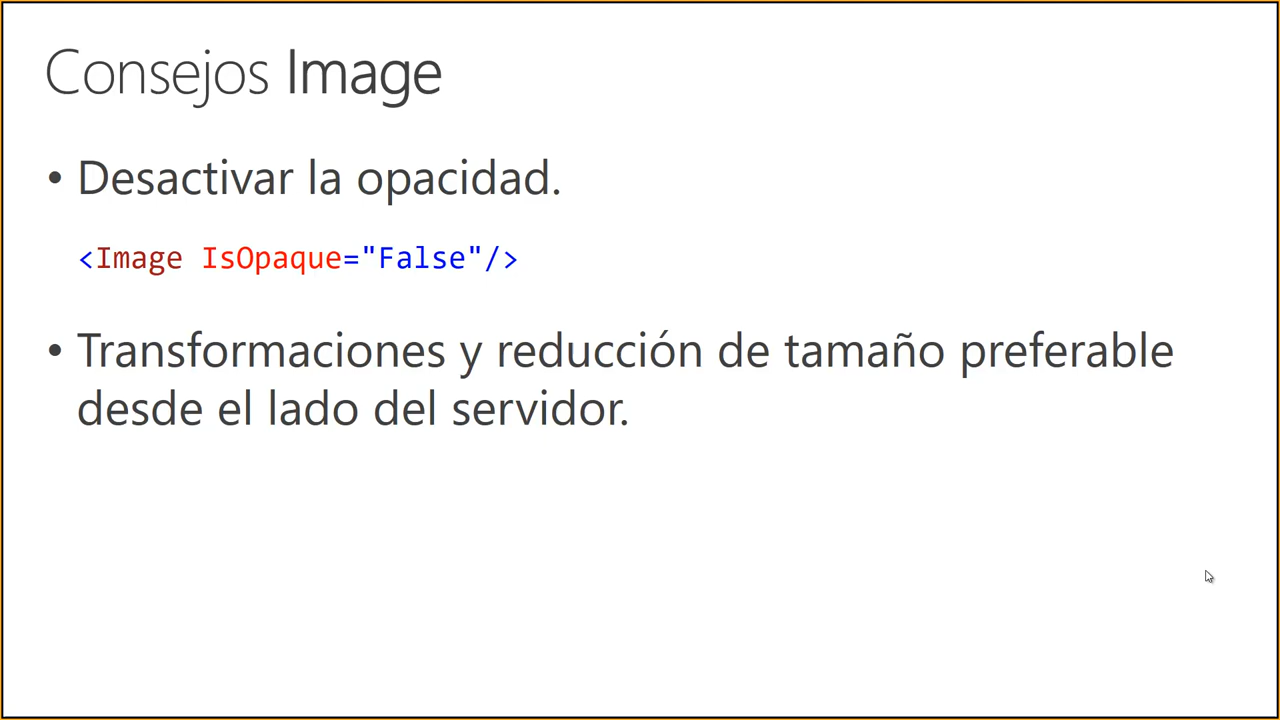 Consejos Image
• Desactivar la opacidad.
<Image IsOpaque="False"/>
• Transformaciones y reducción de tamaño preferable
desde el lado del servidor.